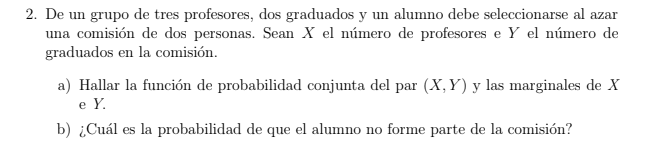 2. De un grupo de tres profesores, dos graduados y un alumno debe seleccionarse al azar
una comisión de dos personas. Sean X el número de profesores e Y el número de
graduados en la comisión.
a) Hallar la función de probabilidad conjunta del par (X, Y) y las marginales de X
e Y.
b) ¿Cuál es la probabilidad de que el alumno no forme parte de la comisión?